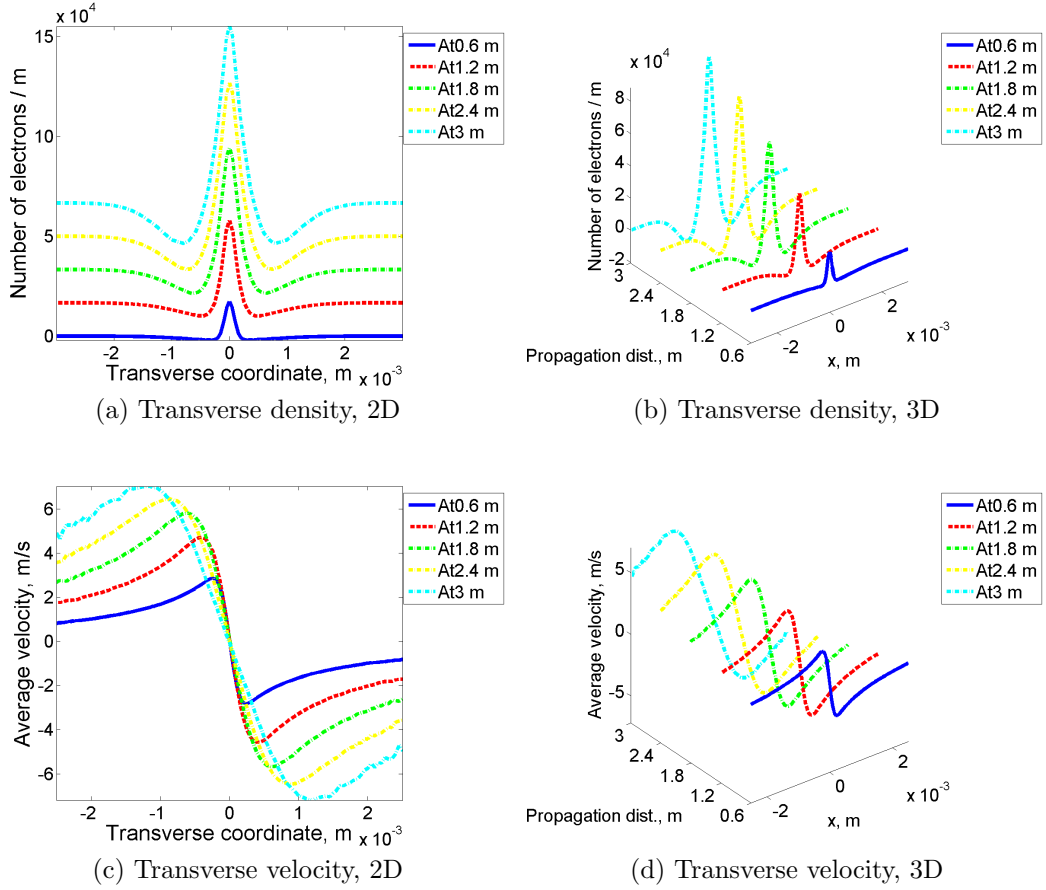 x 10^4
15
10
5
0
Number of electrons / m
-2 -1 0 1 2
Transverse coordinate, m x 10^-3
At0.6 m
At1.2 m
At1.8 m
At2.4 m
At3 m
(a) Transverse density, 2D
x 10^4
8
6
4
2
0
-2
Number of electrons / m
3
2.4
1.8
1.2
0.6
Propagation dist., m
-2
0
2
x 10^-3
x, m
At0.6 m
At1.2 m
At1.8 m
At2.4 m
At3 m
(b) Transverse density, 3D
6
4
2
0
-2
-4
-6
Average velocity, m/s
-2 -1 0 1 2
Transverse coordinate, m x 10^-3
At0.6 m
At1.2 m
At1.8 m
At2.4 m
At3 m
(c) Transverse velocity, 2D
5
0
-5
Average velocity, m/s
3
2.4
1.8
1.2
0.6
Propagation dist., m
-2
0
2
x 10^-3
x, m
At0.6 m
At1.2 m
At1.8 m
At2.4 m
At3 m
(d) Transverse velocity, 3D